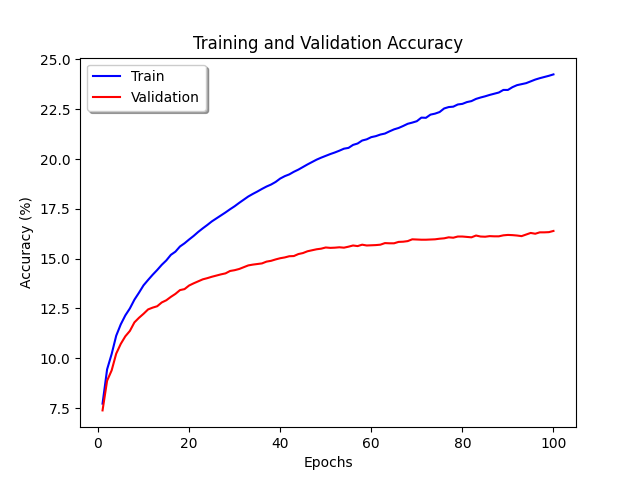 Training and Validation Accuracy
Train
Validation
Accuracy (%)
25.0
22.5
20.0
17.5
15.0
12.5
10.0
7.5
0 20 40 60 80 100
Epochs